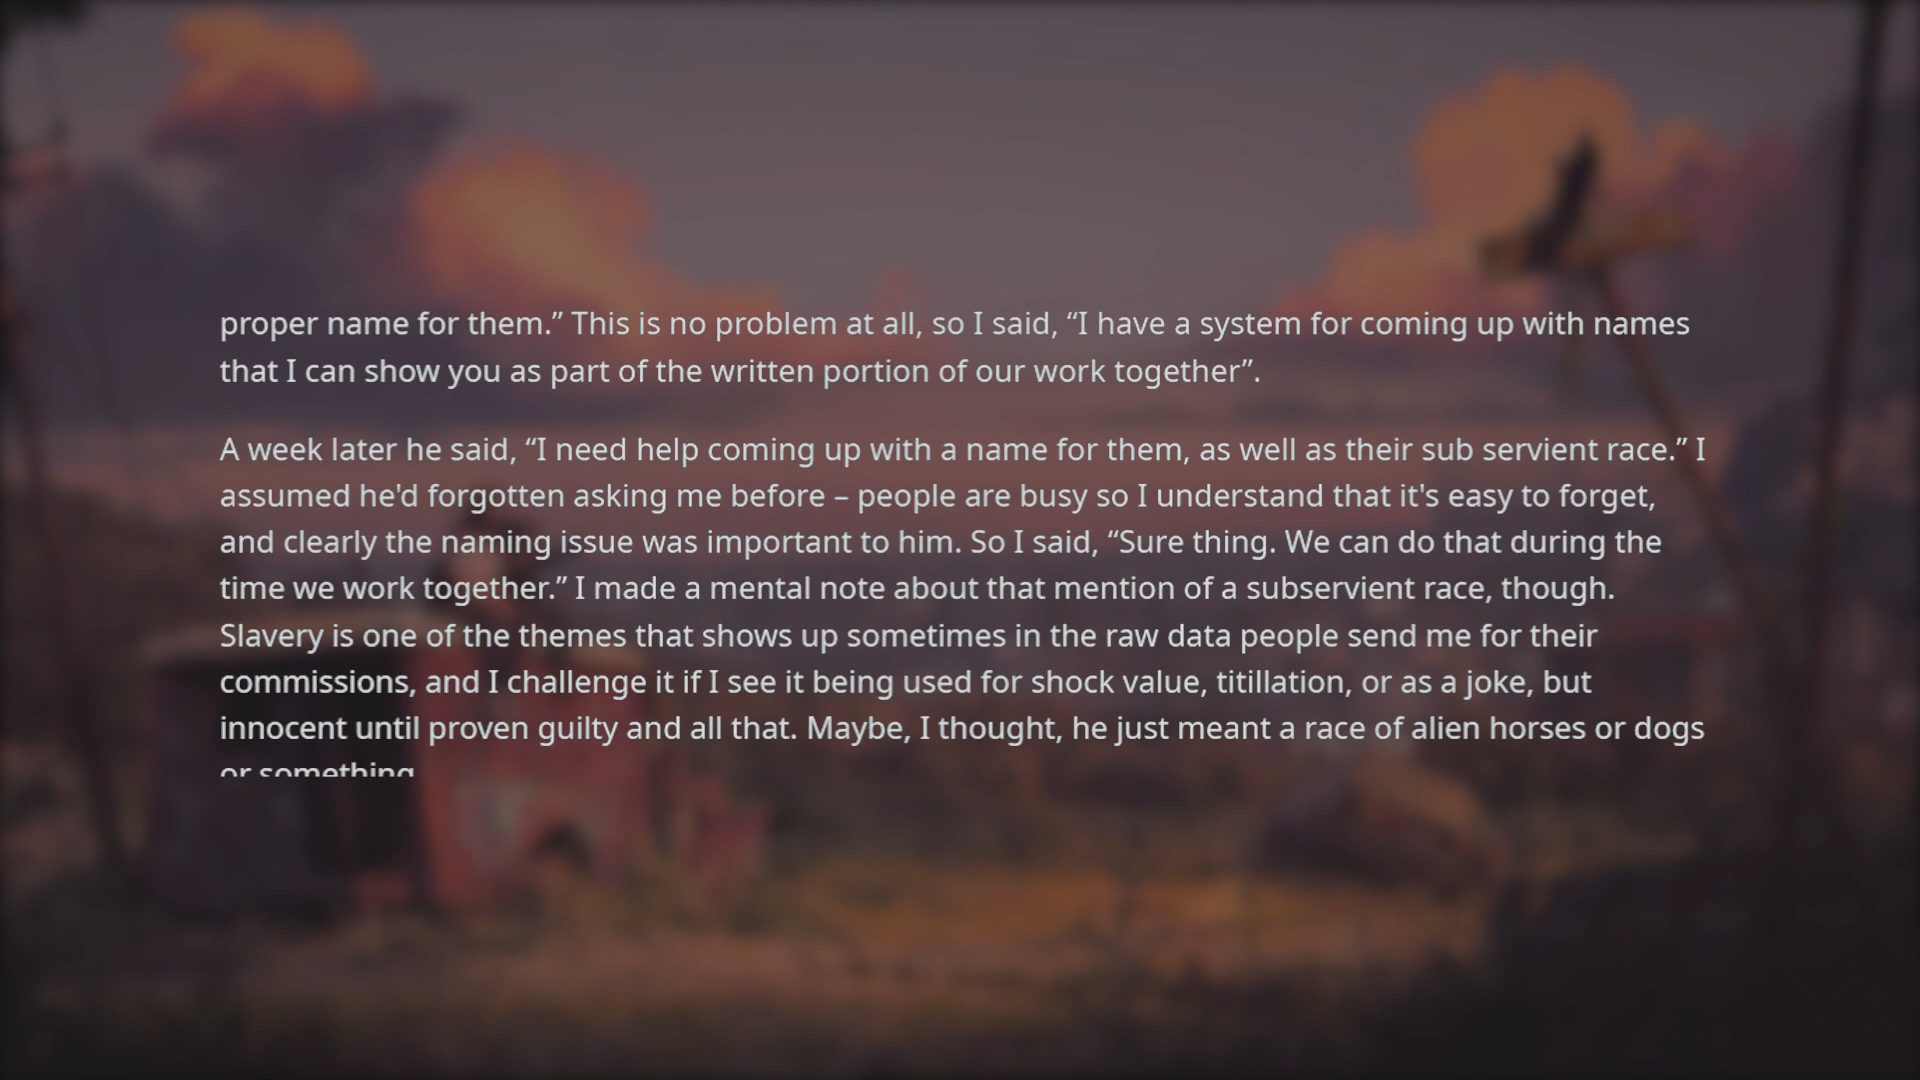 proper name for them.” This is no problem at all, so I said, “I have a system for coming up with names
that I can show you as part of the written portion of our work together”.
A week later he said, “I need help coming up with a name for them, as well as their sub servient race.” I
assumed he'd forgotten asking me before – people are busy so I understand that it's easy to forget,
and clearly the naming issue was important to him. So I said, “Sure thing. We can do that during the
time we work together.” I made a mental note about that mention of a subservient race, though.
Slavery is one of the themes that shows up sometimes in the raw data people send me for their
commissions, and I challenge it if I see it being used for shock value, titillation, or as a joke, but
innocent until proven guilty and all that. Maybe, I thought, he just meant a race of alien horses or dogs
or something